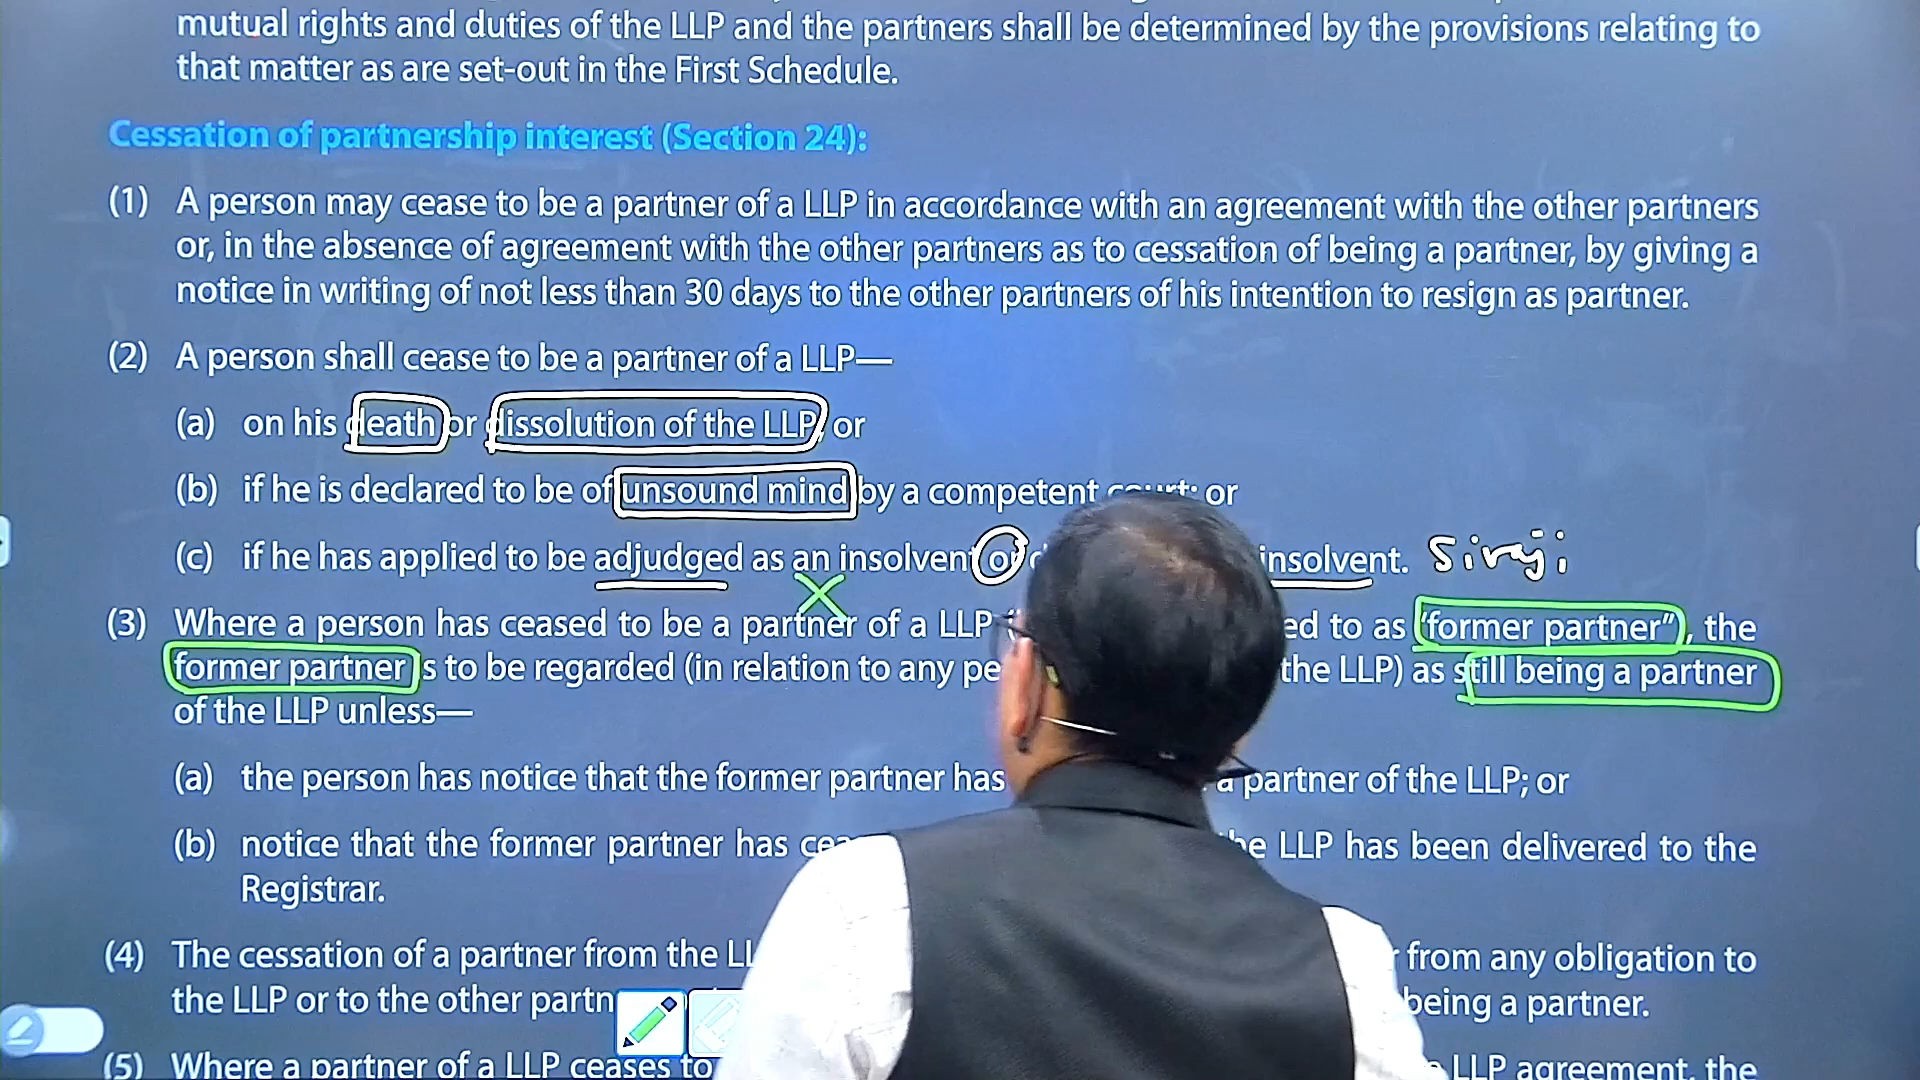 mutual rights and duties of the LLP and the partners shall be determined by the provisions relating to
that matter as are set-out in the First Schedule.
Cessation of partnership interest (Section 24):
(1) A person may cease to be a partner of a LLP in accordance with an agreement with the other partners
or, in the absence of agreement with the other partners as to cessation of being a partner, by giving a
notice in writing of not less than 30 days to the other partners of his intention to resign as partner.
(2) A person shall cease to be a partner of a LLP—
(a) on his death or dissolution of the LLP, or
(b) if he is declared to be of unsound mind by a competent court; or
(c) if he has applied to be adjudged as an insolvent or insolvent. Siraji
(3) Where a person has ceased to be a partner of a LLP to as "former partner", the
former partner is to be regarded (in relation to any the LLP) as still being a partner
of the LLP unless—
(a) the person has notice that the former partner has a partner of the LLP; or
(b) notice that the former partner has the LLP has been delivered to the
Registrar.
(4) The cessation of a partner from the from any obligation to
the LLP or to the other being a partner.
(5) Where a partner of a LLP ceases to LLP agreement, the